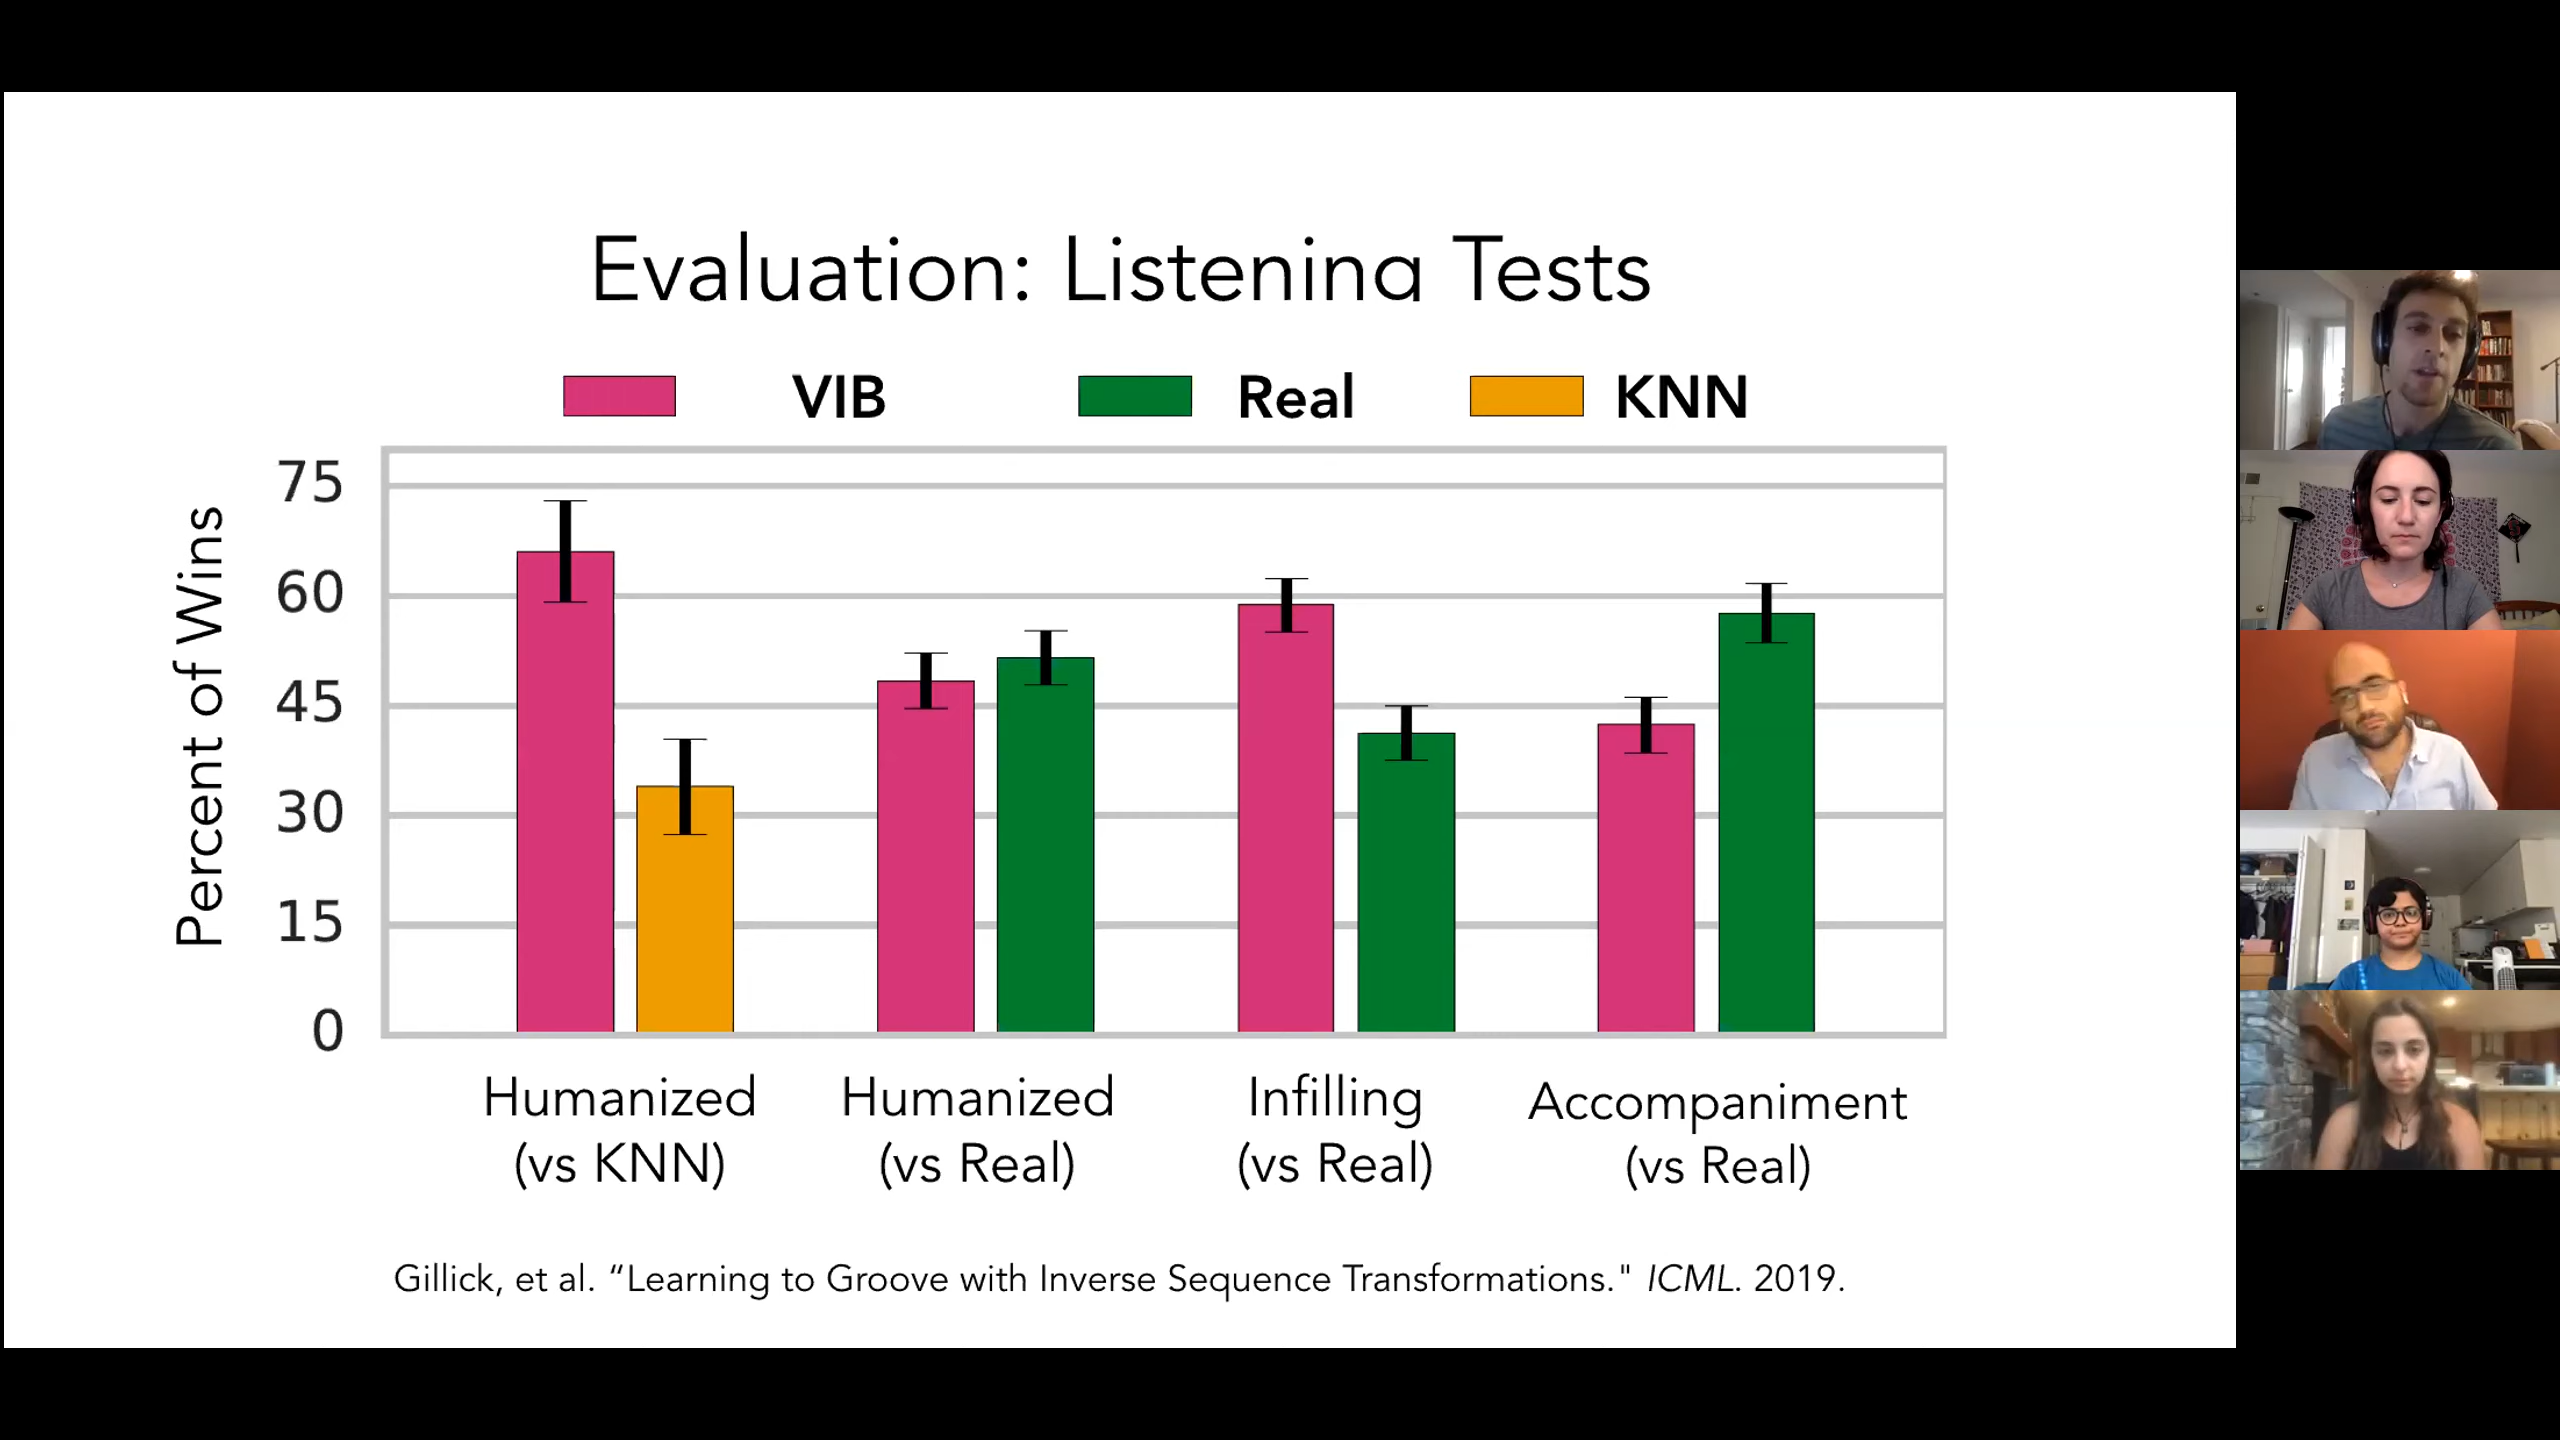 Evaluation: Listening Tests
VIB Real KNN
Percent of Wins
75
60
45
30
15
0
Humanized
(vs KNN)
Humanized
(vs Real)
Infilling
(vs Real)
Accompaniment
(vs Real)
Gillick, et al. “Learning to Groove with Inverse Sequence Transformations." ICML. 2019.